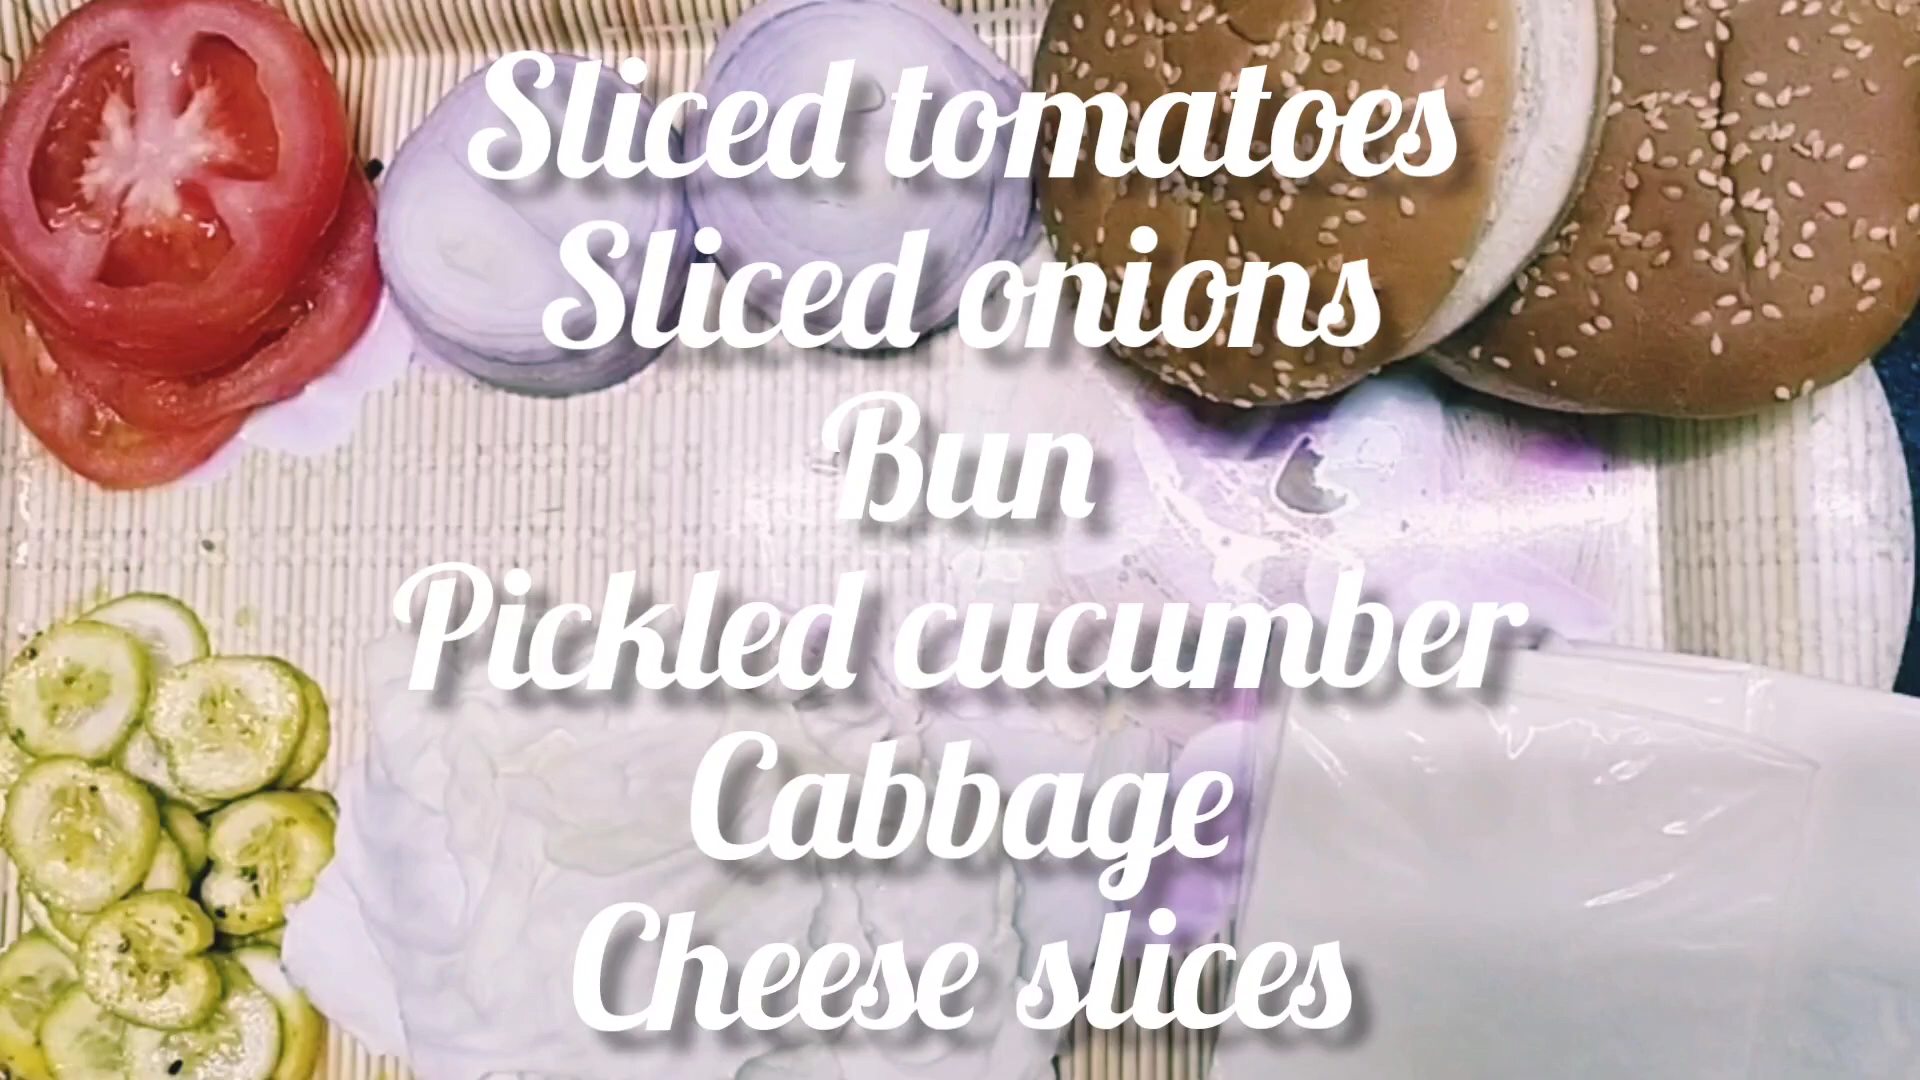 Sliced tomatoes
Sliced onions
Bun
Pickled cucumber
Cabbage
Cheese slices